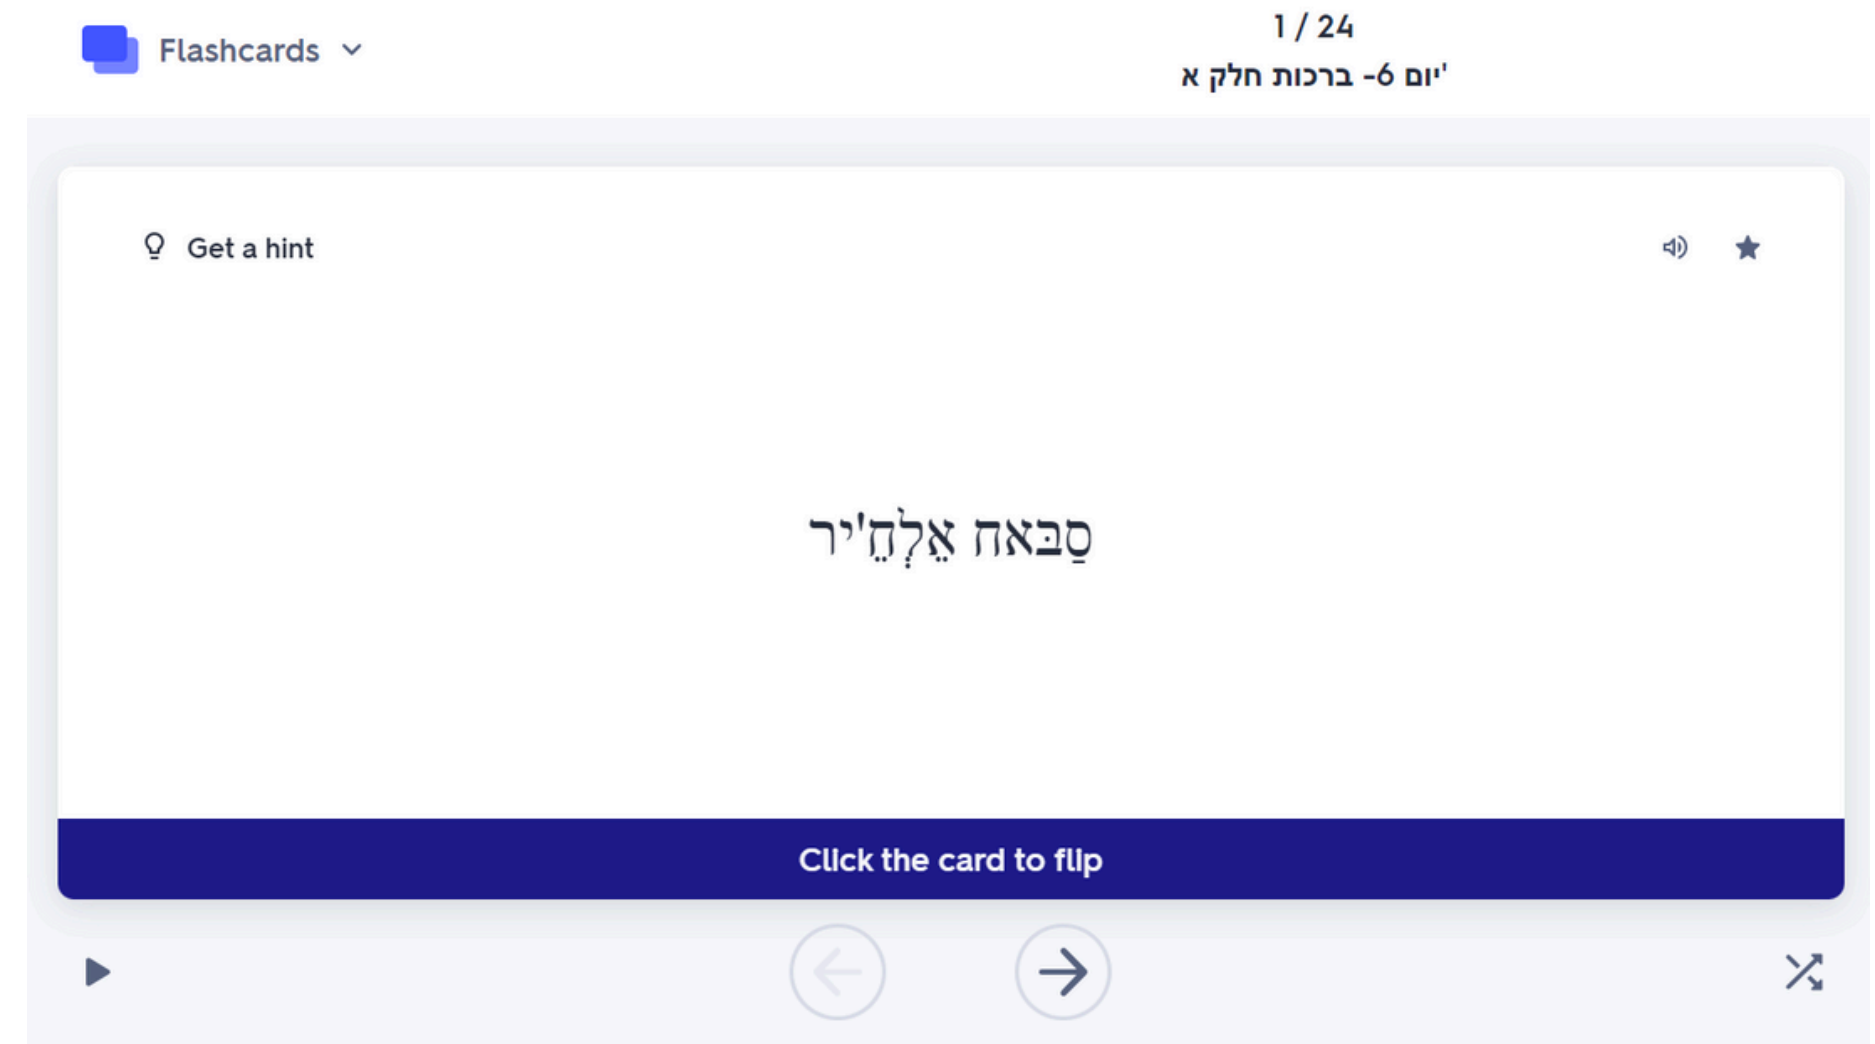 Flashcards
1 / 24
יום 6- ברכות חלק א'
Get a hint
סַבּאח אֵלְחֵ'יר
Click the card to flip